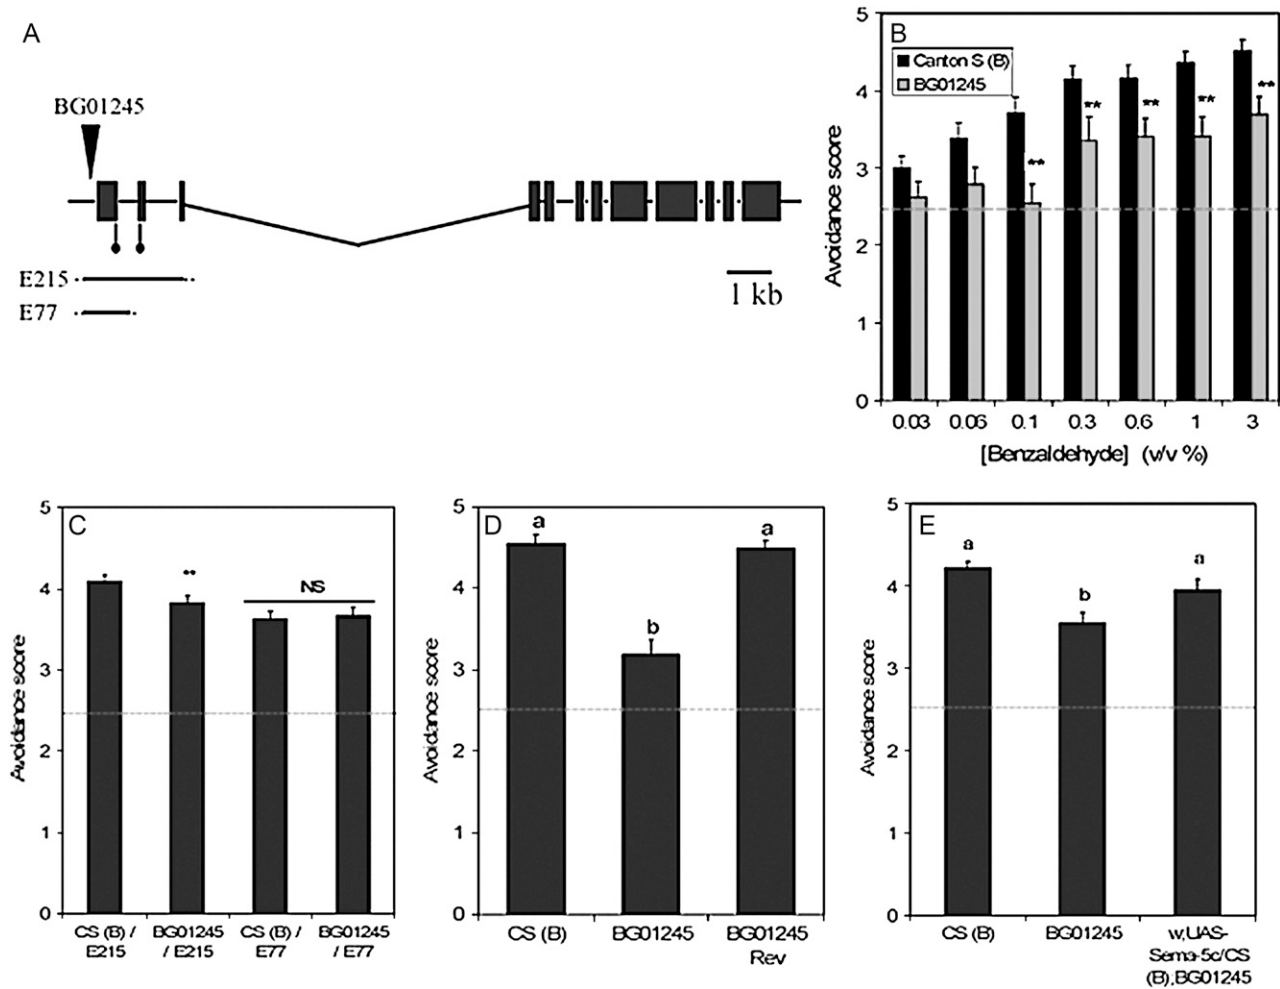 A
BG01245
E215
E77
1 kb
B
Canton S (B)
BG01245
5
4
3
2
1
0
Avoidance score
**
**
**
**
**
0.03 0.06 0.1 0.3 0.6 1 3
[Benzaldehyde] (v/v %)
C
5
4
3
2
1
0
Avoidance score
**
NS
CS (B) / E215
BG01245 / E215
CS (B) / E77
BG01245 / E77
D
5
4
3
2
1
0
Avoidance score
a
b
a
CS (B)
BG01245
BG01245
Rev
E
5
4
3
2
1
0
Avoidance score
a
b
a
CS (B)
BG01245
w;UAS-
Sema-5c/CS
(B);BG01245